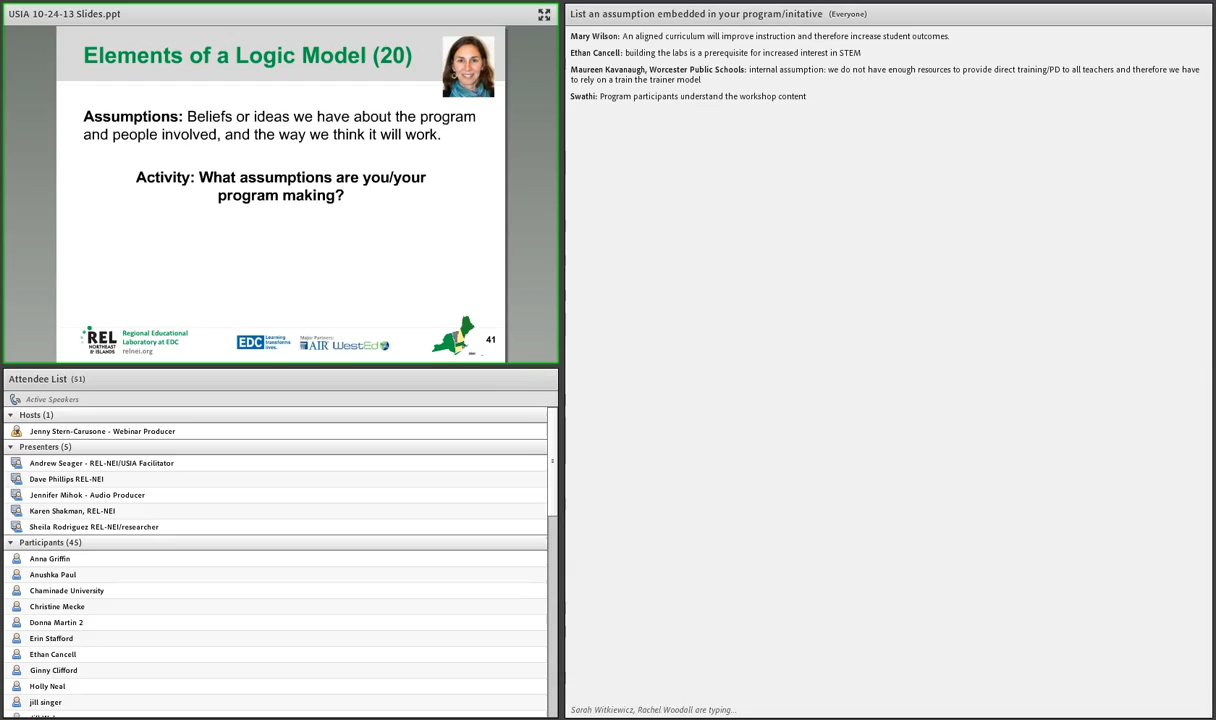 USIA 10-24-13 Slides.ppt
Elements of a Logic Model (20)
Assumptions: Beliefs or ideas we have about the program
and people involved, and the way we think it will work.
Activity: What assumptions are you/your
program making?
REL
NORTHEAST
& ISLANDS
Regional Educational
Laboratory at EDC
relnei.org
EDC
Learning
transforms
lives.
Major Partners:
AIR WestEd
41
Attendee List (51)
Active Speakers
Hosts (1)
Jenny Stern-Carusone - Webinar Producer
Presenters (5)
Andrew Seager - REL-NEI/USIA Facilitator
Dave Phillips REL-NEI
Jennifer Mihok - Audio Producer
Karen Shakman, REL-NEI
Sheila Rodriguez REL-NEI/researcher
Participants (45)
Anna Griffin
Anushka Paul
Chaminade University
Christine Mecke
Donna Martin 2
Erin Stafford
Ethan Cancell
Ginny Clifford
Holly Neal
jill singer
List an assumption embedded in your program/initative (Everyone)
Mary Wilson: An aligned curriculum will improve instruction and therefore increase student outcomes.
Ethan Cancell: building the labs is a prerequisite for increased interest in STEM
Maureen Kavanaugh, Worcester Public Schools: internal assumption: we do not have enough resources to provide direct training/PD to all teachers and therefore we have
to rely on a train the trainer model
Swathi: Program participants understand the workshop content
Sarah Witkiewicz, Rachel Woodall are typing...